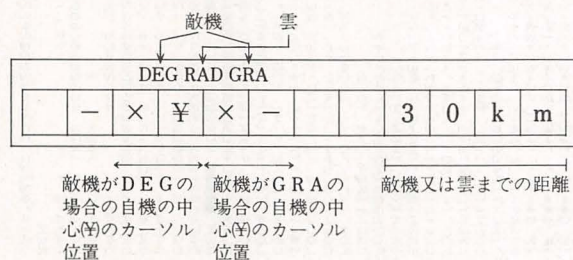 敵機 雲
DEG RAD GRA
－ × ¥ × － 3 0 k m
敵機がDEGの
場合の自機の中
心(¥)のカーソル
位置
敵機がGRAの
場合の自機の中
心(¥)のカーソル
位置
敵機又は雲までの距離